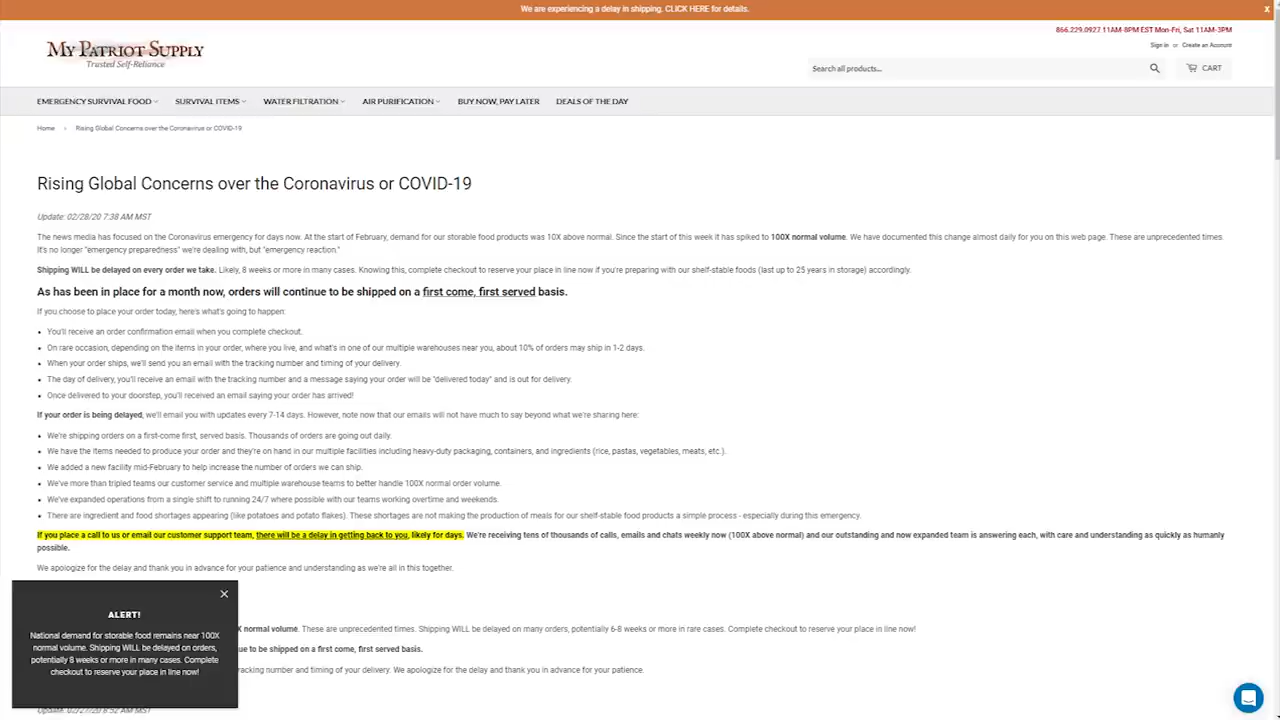 We are experiencing a delay in shipping. CLICK HERE for details.
X
866.229.0927 11AM-8PM EST Mon-Fri, Sat 11AM-3PM
Sign in or Create an Account
MY PATRIOT SUPPLY
Trusted Self-Reliance
Search all products...
CART
EMERGENCY SURVIVAL FOOD
SURVIVAL ITEMS
WATER FILTRATION
AIR PURIFICATION
BUY NOW, PAY LATER
DEALS OF THE DAY
Home › Rising Global Concerns over the Coronavirus or COVID-19
Rising Global Concerns over the Coronavirus or COVID-19
Update: 02/28/20 7:38 AM MST
The news media has focused on the Coronavirus emergency for days now. At the start of February, demand for our storable food products was 10X above normal. Since the start of this week it has spiked to 100X normal volume. We have documented this change almost daily for you on this web page. These are unprecedented times.
It's no longer "emergency preparedness" we're dealing with, but "emergency reaction."
Shipping WILL be delayed on every order we take. Likely, 8 weeks or more in many cases. Knowing this, complete checkout to reserve your place in line now if you're preparing with our shelf-stable foods (last up to 25 years in storage) accordingly.
As has been in place for a month now, orders will continue to be shipped on a first come, first served basis.
If you choose to place your order today, here's what's going to happen:
• You'll receive an order confirmation email when you complete checkout.
• On rare occasion, depending on the items in your order, where you live, and what's in one of our multiple warehouses near you, about 10% of orders may ship in 1-2 days.
• When your order ships, we'll send you an email with the tracking number and timing of your delivery.
• The day of delivery, you'll receive an email with the tracking number and a message saying your order will be "delivered today" and is out for delivery.
• Once delivered to your doorstep, you'll received an email saying your order has arrived!
If your order is being delayed, we'll email you with updates every 7-14 days. However, note now that our emails will not have much to say beyond what we're sharing here:
• We're shipping orders on a first-come first, served basis. Thousands of orders are going out daily.
• We have the items needed to produce your order and they're on hand in our multiple facilities including heavy-duty packaging, containers, and ingredients (rice, pastas, vegetables, meats, etc.).
• We added a new facility mid-February to help increase the number of orders we can ship.
• We've more than tripled teams our customer service and multiple warehouse teams to better handle 100X normal order volume.
• We've expanded operations from a single shift to running 24/7 where possible with our teams working overtime and weekends.
• There are ingredient and food shortages appearing (like potatoes and potato flakes). These shortages are not making the production of meals for our shelf-stable food products a simple process - especially during this emergency.
If you place a call to us or email our customer support team, there will be a delay in getting back to you, likely for days. We're receiving tens of thousands of calls, emails and chats weekly now (100X above normal) and our outstanding and now expanded team is answering each, with care and understanding as quickly as humanly
possible.
We apologize for the delay and thank you in advance for your patience and understanding as we're all in this together.
X normal volume. These are unprecedented times. Shipping WILL be delayed on many orders, potentially 6-8 weeks or more in rare cases. Complete checkout to reserve your place in line now!
ue to be shipped on a first come, first served basis.
tracking number and timing of your delivery. We apologize for the delay and thank you in advance for your patience.
Update: 02/27/20 8:52 AM MST
ALERT!
National demand for storable food remains near 100X
normal volume. Shipping WILL be delayed on orders,
potentially 8 weeks or more in many cases. Complete
checkout to reserve your place in line now!